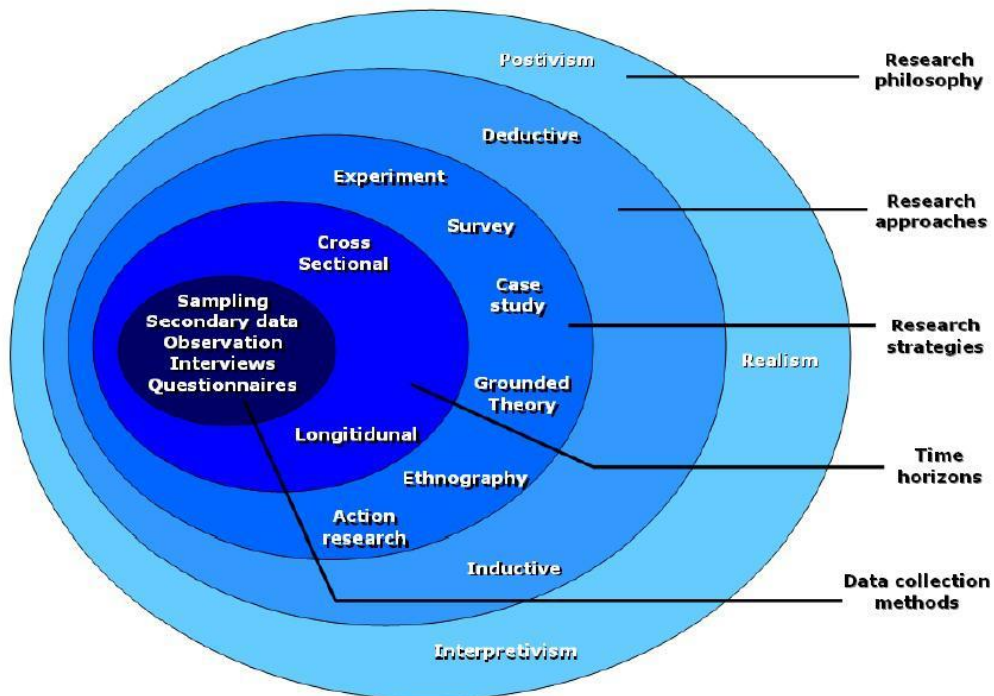 Postivism
Research
philosophy
Deductive
Experiment
Research
approaches
Survey
Cross
Sectional
Case
study
Sampling
Secondary data
Observation
Interviews
Questionnaires
Research
strategies
Realism
Grounded
Theory
Longitidunal
Time
horizons
Ethnography
Action
research
Inductive
Data collection
methods
Interpretivism